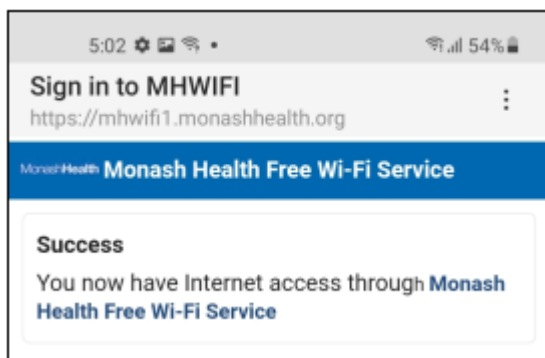 5:02 54%
Sign in to MHWIFI
https://mhwifi1.monashhealth.org
MonashHealth Monash Health Free Wi-Fi Service
Success
You now have Internet access through Monash
Health Free Wi-Fi Service